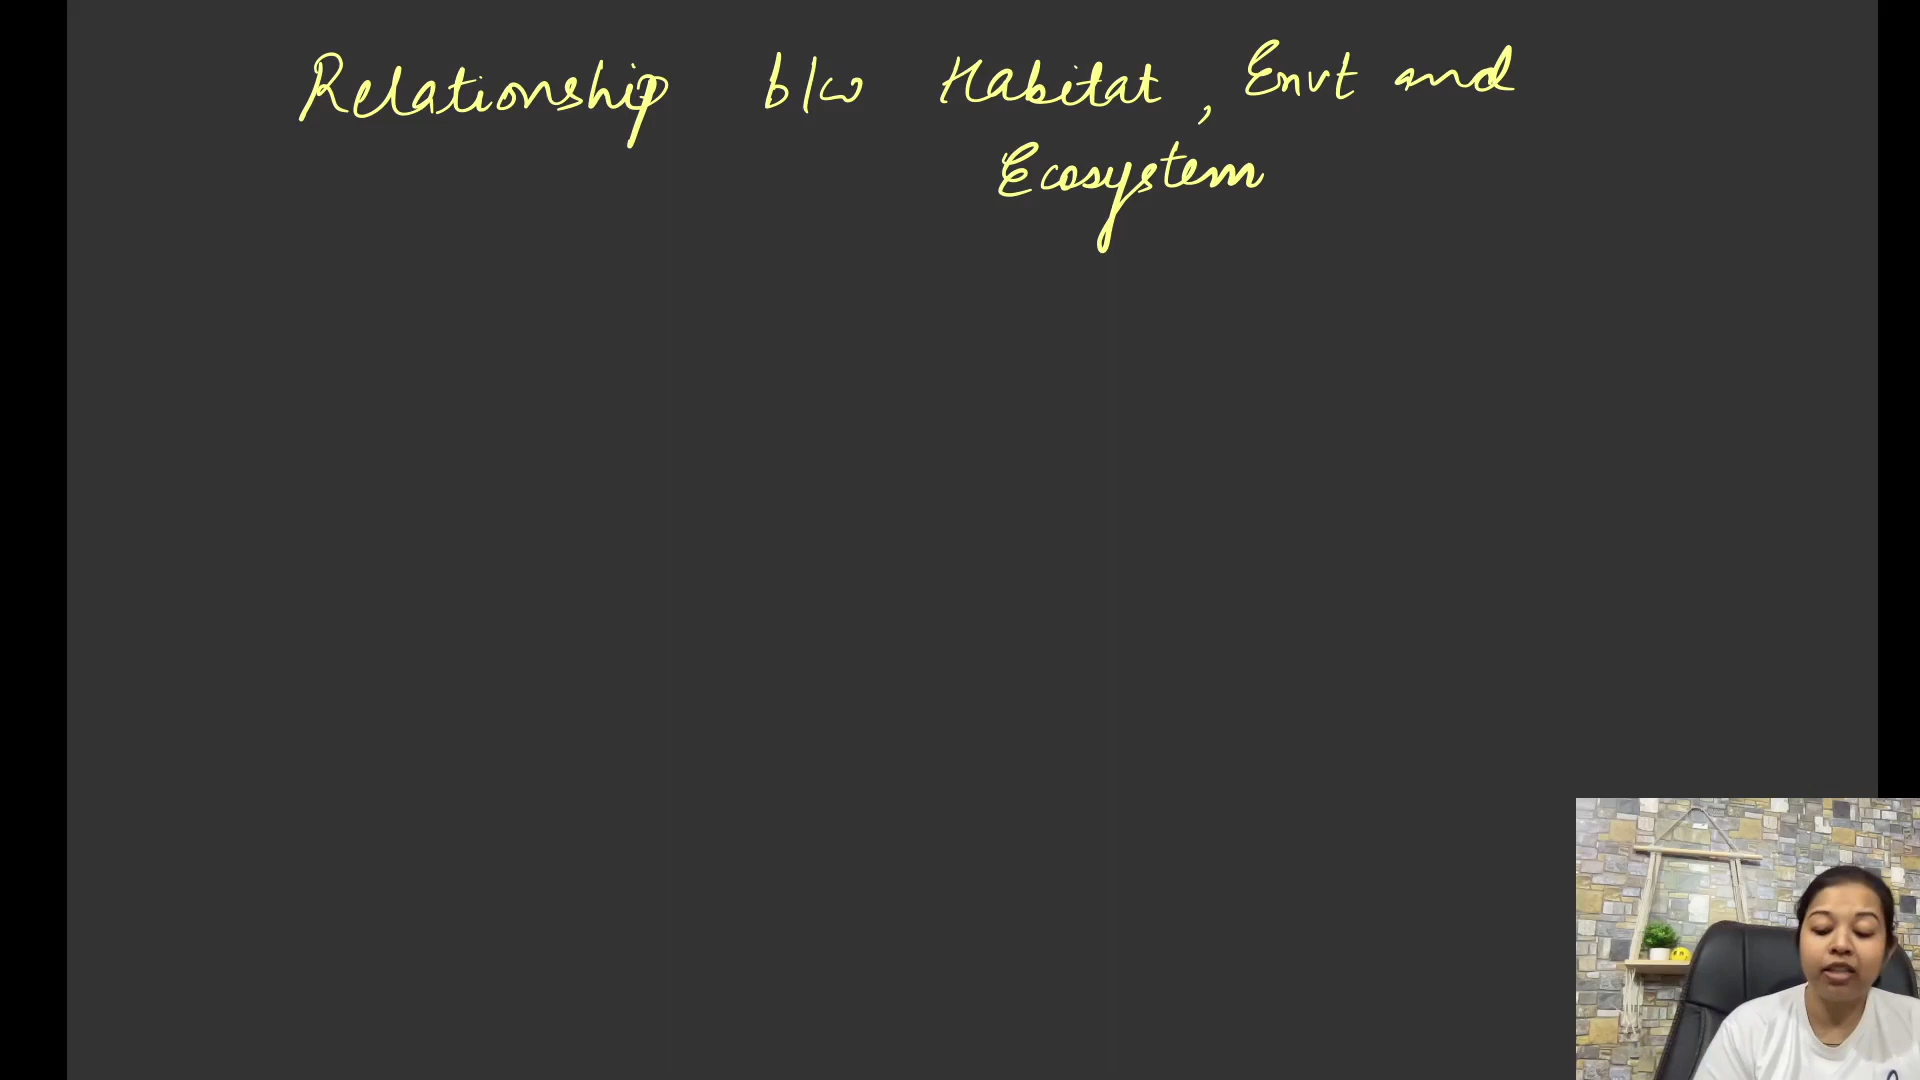 Relationship b/w Habitat, Envt and
Ecosystem